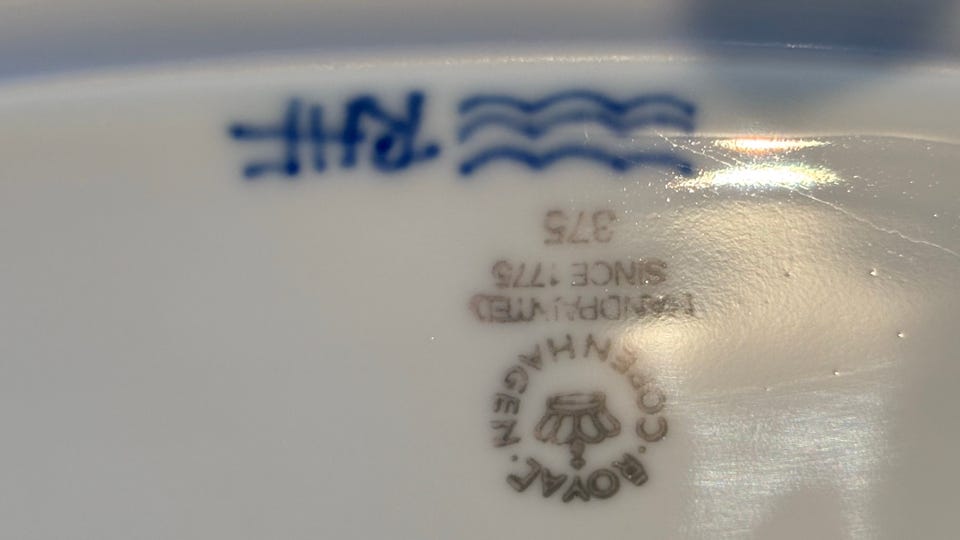 ROYAL COPENHAGEN
HANDPAINTED
SINCE 1775
375